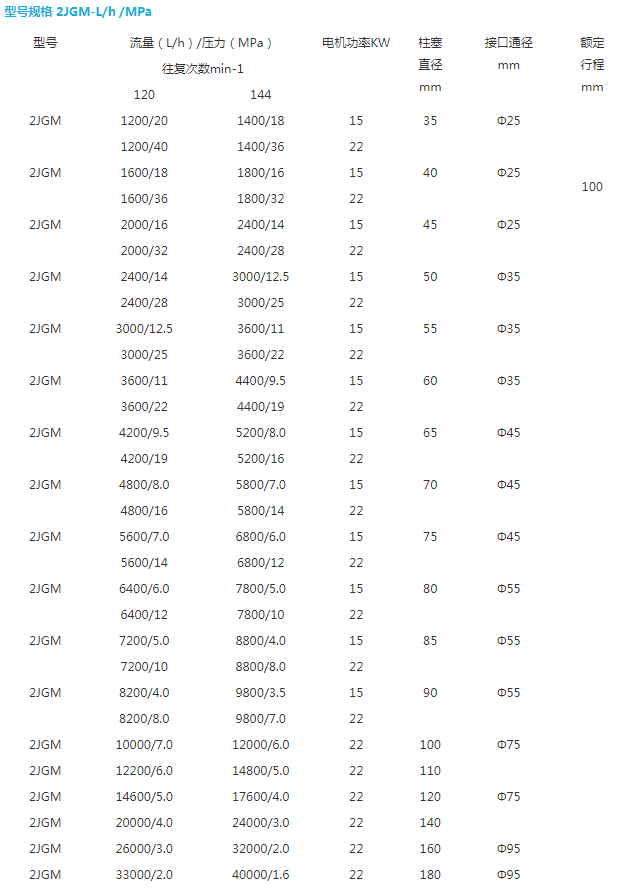 型号规格 2JGM-L/h /MPa
型号 流量（L/h）/压力（MPa） 电机功率KW 柱塞 接口通径 额定
往复次数min-1 直径 mm 行程
120 144 mm mm
2JGM 1200/20 1400/18 15 35 Φ25
1200/40 1400/36 22
2JGM 1600/18 1800/16 15 40 Φ25
100
1600/36 1800/32 22
2JGM 2000/16 2400/14 15 45 Φ25
2000/32 2400/28 22
2JGM 2400/14 3000/12.5 15 50 Φ35
2400/28 3000/25 22
2JGM 3000/12.5 3600/11 15 55 Φ35
3000/25 3600/22 22
2JGM 3600/11 4400/9.5 15 60 Φ35
3600/22 4400/19 22
2JGM 4200/9.5 5200/8.0 15 65 Φ45
4200/19 5200/16 22
2JGM 4800/8.0 5800/7.0 15 70 Φ45
4800/16 5800/14 22
2JGM 5600/7.0 6800/6.0 15 75 Φ45
5600/14 6800/12 22
2JGM 6400/6.0 7800/5.0 15 80 Φ55
6400/12 7800/10 22
2JGM 7200/5.0 8800/4.0 15 85 Φ55
7200/10 8800/8.0 22
2JGM 8200/4.0 9800/3.5 15 90 Φ55
8200/8.0 9800/7.0 22
2JGM 10000/7.0 12000/6.0 22 100 Φ75
2JGM 12200/6.0 14800/5.0 22 110
2JGM 14600/5.0 17600/4.0 22 120 Φ75
2JGM 20000/4.0 24000/3.0 22 140
2JGM 26000/3.0 32000/2.0 22 160 Φ95
2JGM 33000/2.0 40000/1.6 22 180 Φ95